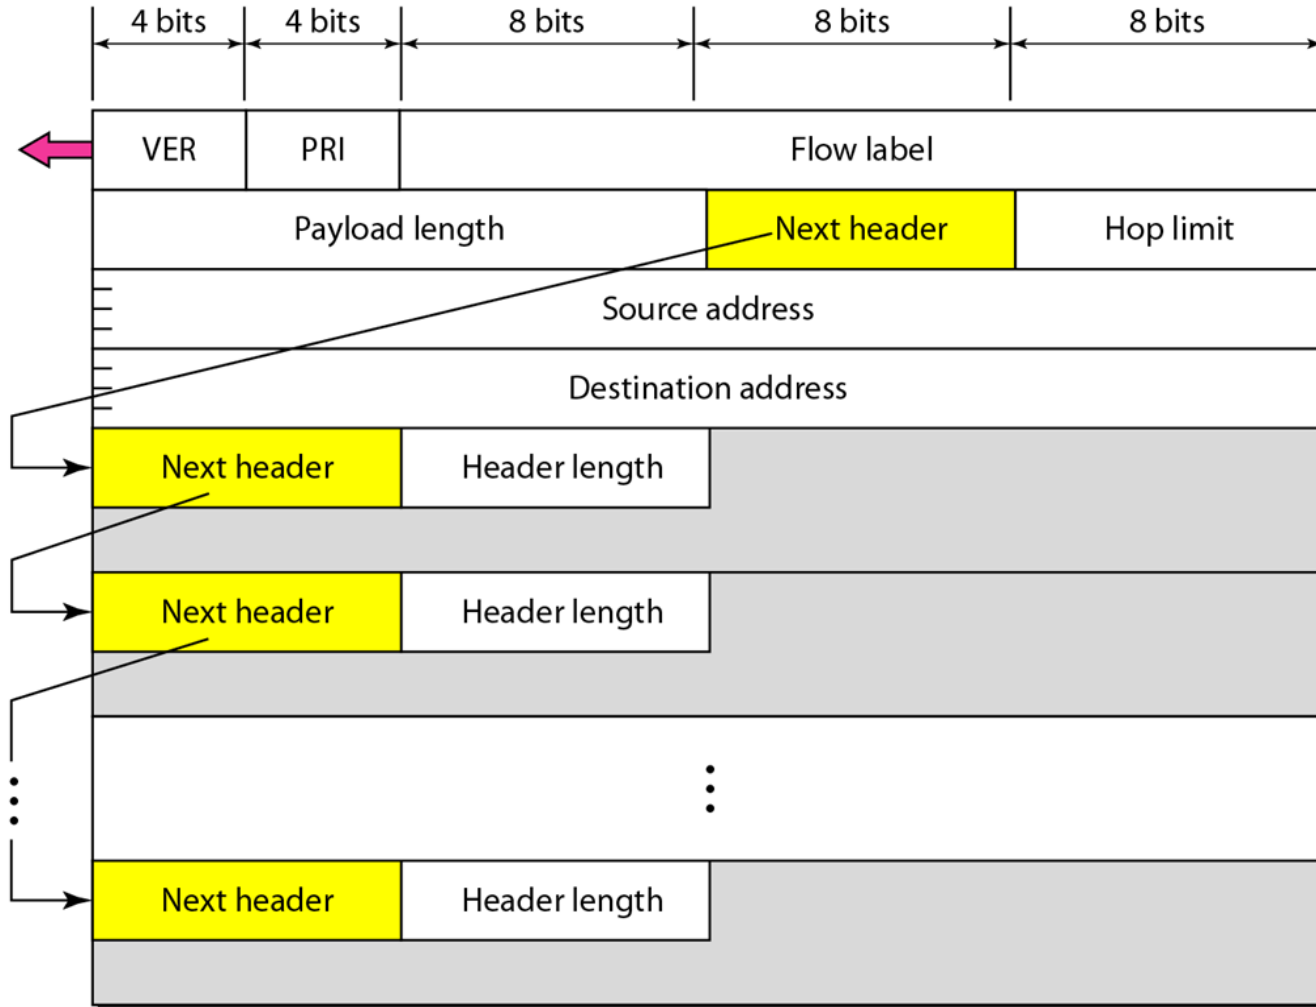 4 bits 4 bits 8 bits 8 bits 8 bits
VER PRI Flow label
Payload length Next header Hop limit
Source address
Destination address
Next header Header length
Next header Header length
Next header Header length